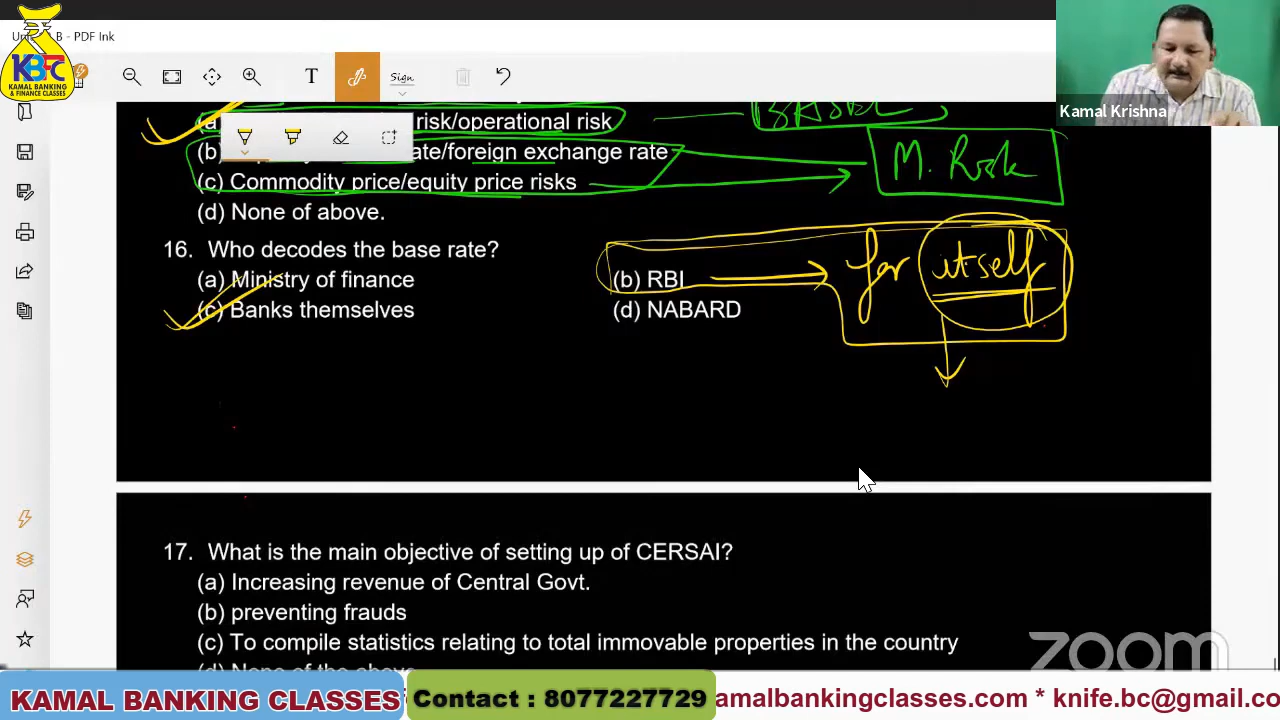 B - PDF Ink
KBC
KAMAL BANKING
& FINANCE CLASSES
T
Sign
Kamal Krishna
risk/operational risk
(b)
ate/foreign exchange rate
M. Risk
(c) Commodity price/equity price risks
(d) None of above.
16. Who decodes the base rate?
(a) Ministry of finance
(b) RBI
for itself
(c) Banks themselves
(d) NABARD
17. What is the main objective of setting up of CERSAI?
(a) Increasing revenue of Central Govt.
(b) preventing frauds
(c) To compile statistics relating to total immovable properties in the country
(d) None of the above
zoom
KAMAL BANKING CLASSES
Contact : 8077227729
amalbankingclasses.com * knife.bc@gmail.co